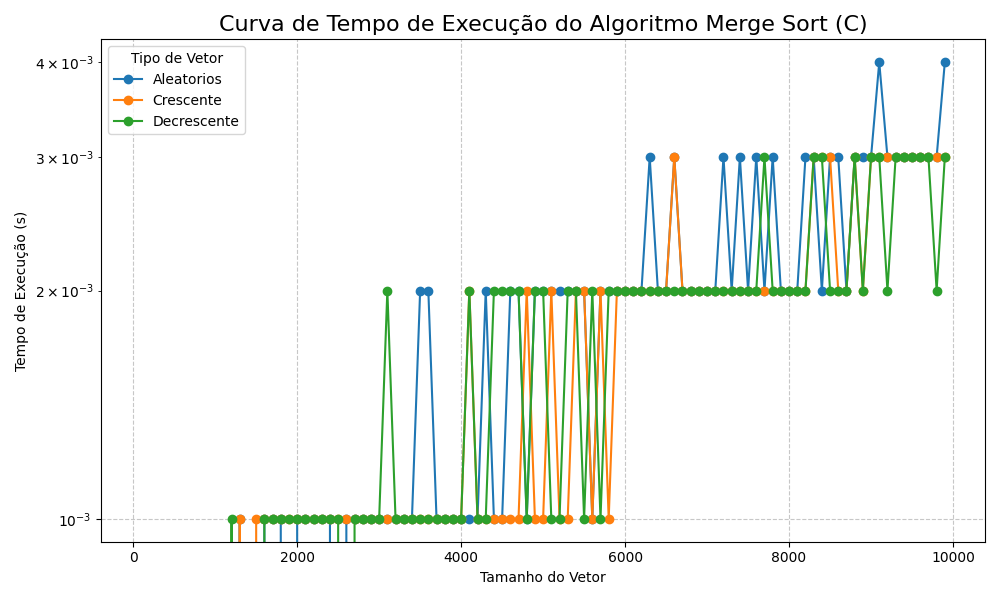 Curva de Tempo de Execução do Algoritmo Merge Sort (C)
Tipo de Vetor
Aleatorios
Crescente
Decrescente
Tempo de Execução (s)
4 × 10⁻³
3 × 10⁻³
2 × 10⁻³
10⁻³
0 2000 4000 6000 8000 10000
Tamanho do Vetor